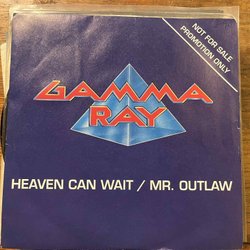 NOT FOR SALE
PROMOTION ONLY
GAMMA
RAY
HEAVEN CAN WAIT / MR. OUTLAW